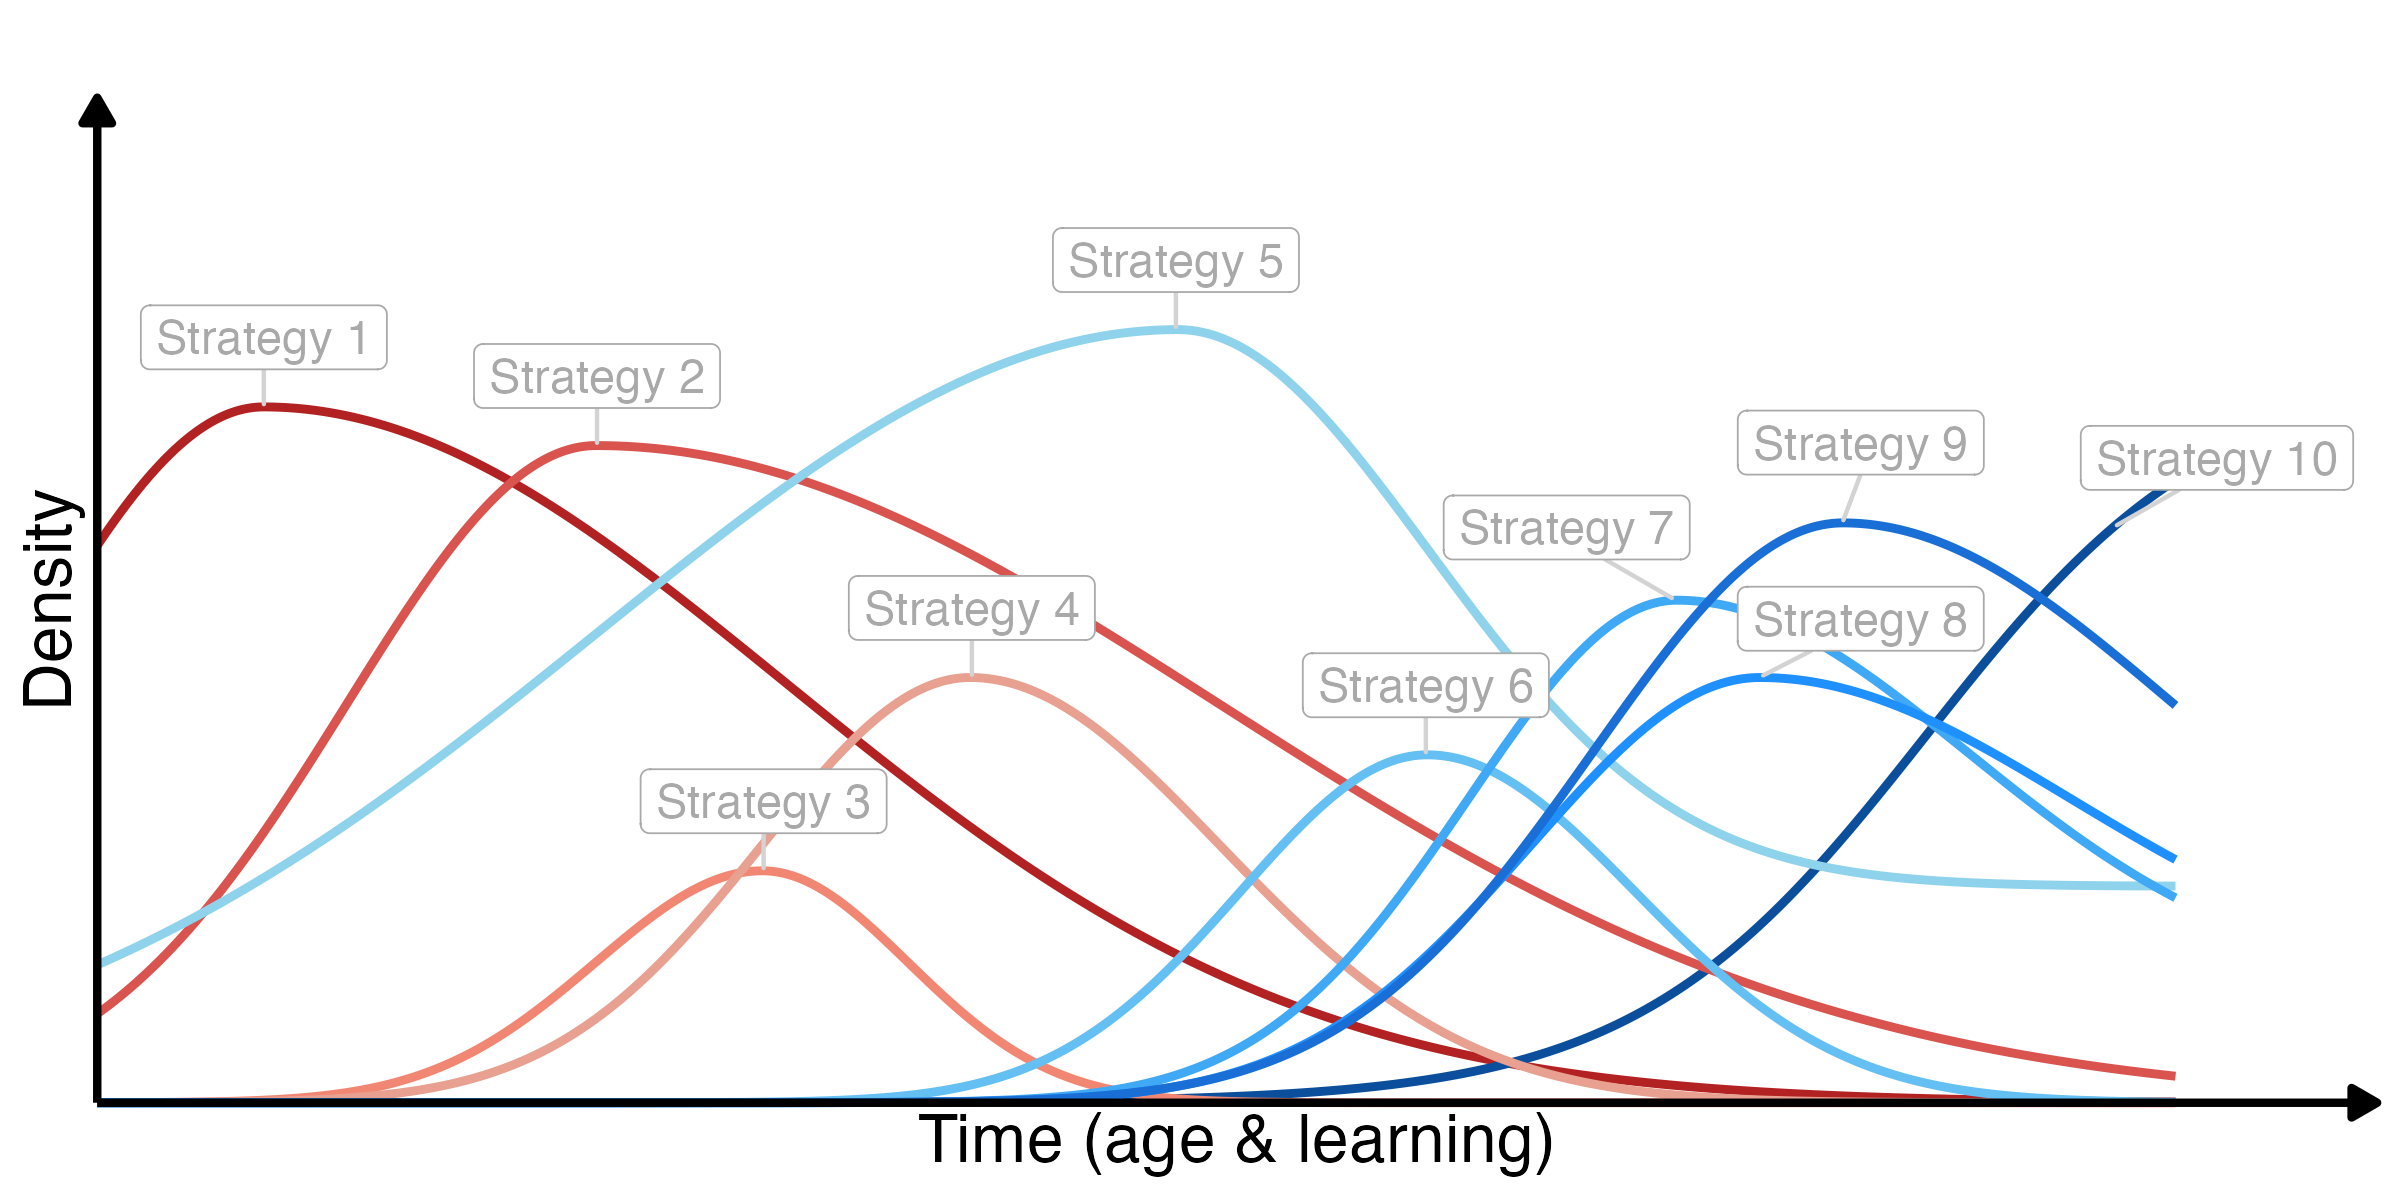 Strategy 5
Strategy 1
Strategy 2
Strategy 9
Strategy 10
Strategy 7
Strategy 4
Strategy 8
Strategy 6
Strategy 3
Density
Time (age & learning)